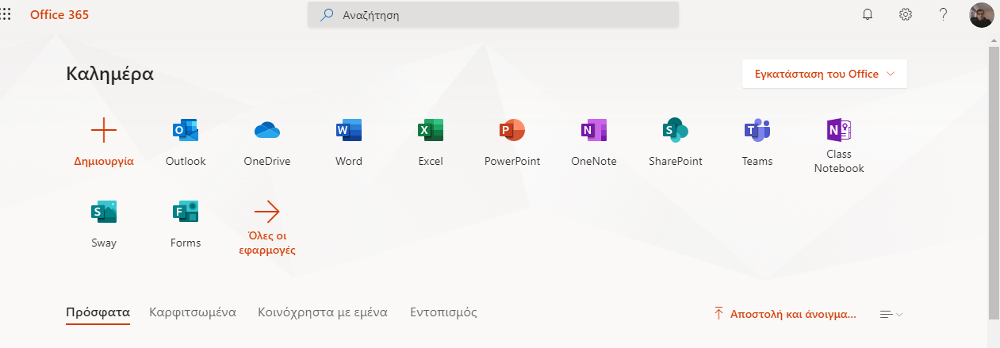 Office 365
Αναζήτηση
?
Καλημέρα
Εγκατάσταση του Office
Δημιουργία
O
Outlook
OneDrive
W
Word
X
Excel
P
PowerPoint
N
OneNote
S
SharePoint
T
Teams
N
Class
Notebook
S
Sway
F
Forms
Όλες οι
εφαρμογές
Πρόσφατα Καρφιτσωμένα Κοινόχρηστα με εμένα Εντοπισμός
Αποστολή και άνοιγμα...